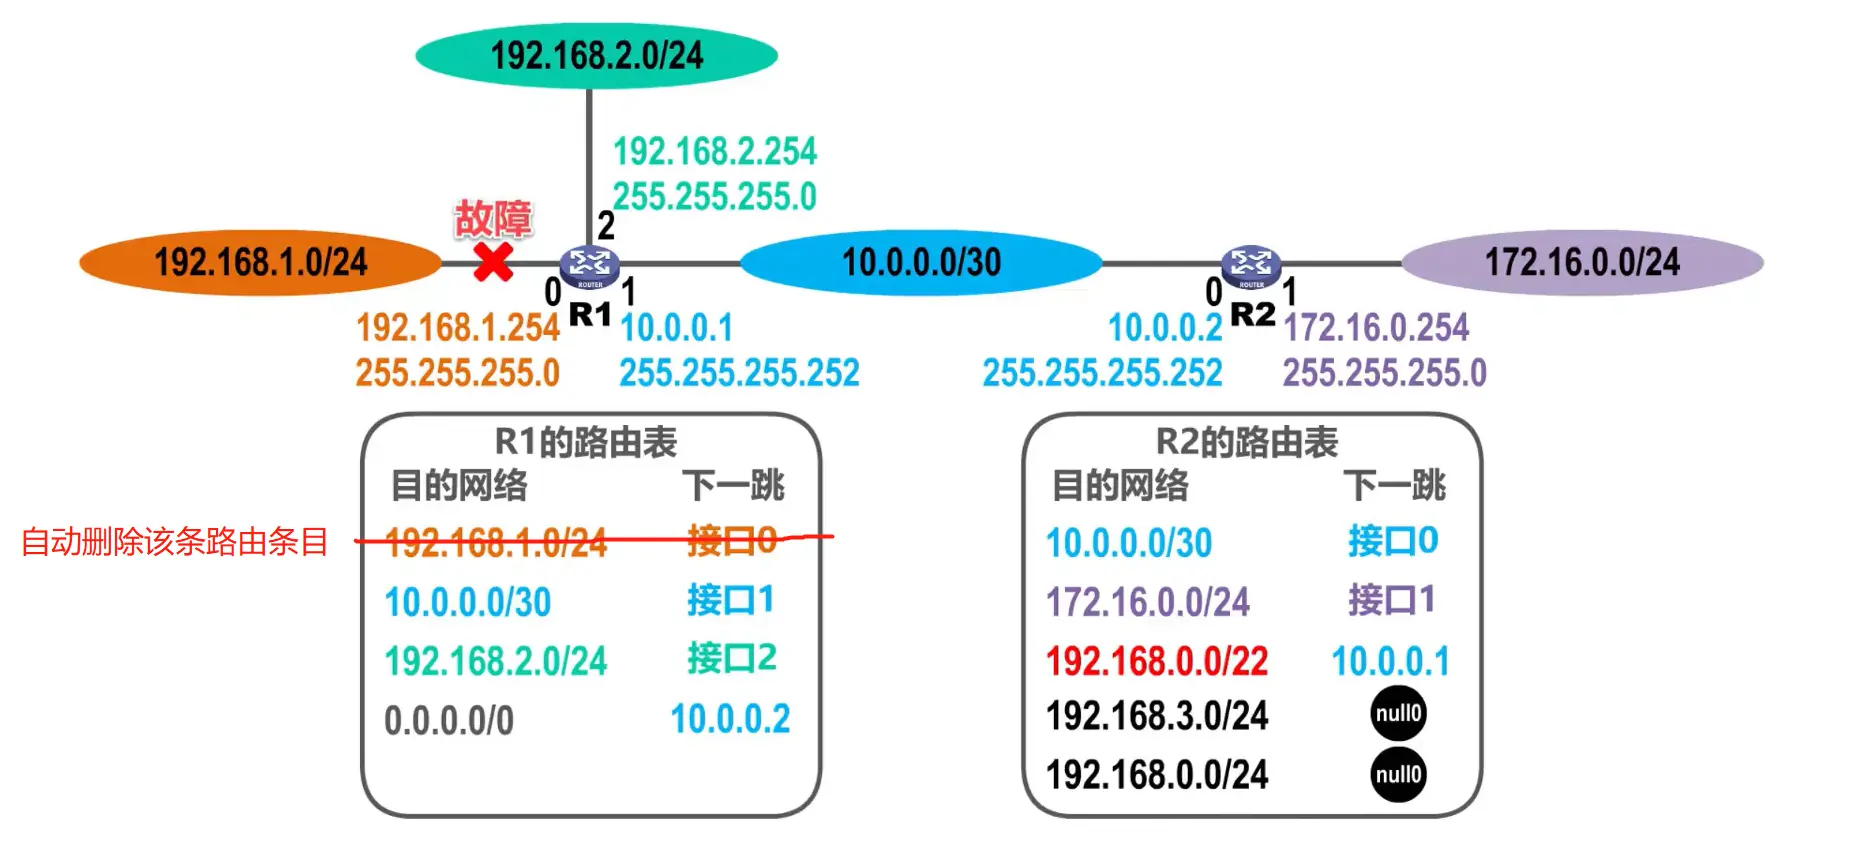 192.168.2.0/24
192.168.2.254
255.255.255.0
故障
2
192.168.1.0/24
ROUTER
10.0.0.0/30
ROUTER
172.16.0.0/24
0
R1
1
0
R2
1
192.168.1.254
255.255.255.0
10.0.0.1
255.255.255.252
10.0.0.2
255.255.255.252
172.16.0.254
255.255.255.0
R1的路由表
目的网络 下一跳
自动删除该条路由条目
192.168.1.0/24 接口0
10.0.0.0/30 接口1
192.168.2.0/24 接口2
0.0.0.0/0 10.0.0.2
R2的路由表
目的网络 下一跳
10.0.0.0/30 接口0
172.16.0.0/24 接口1
192.168.0.0/22 10.0.0.1
192.168.3.0/24 null0
192.168.0.0/24 null0